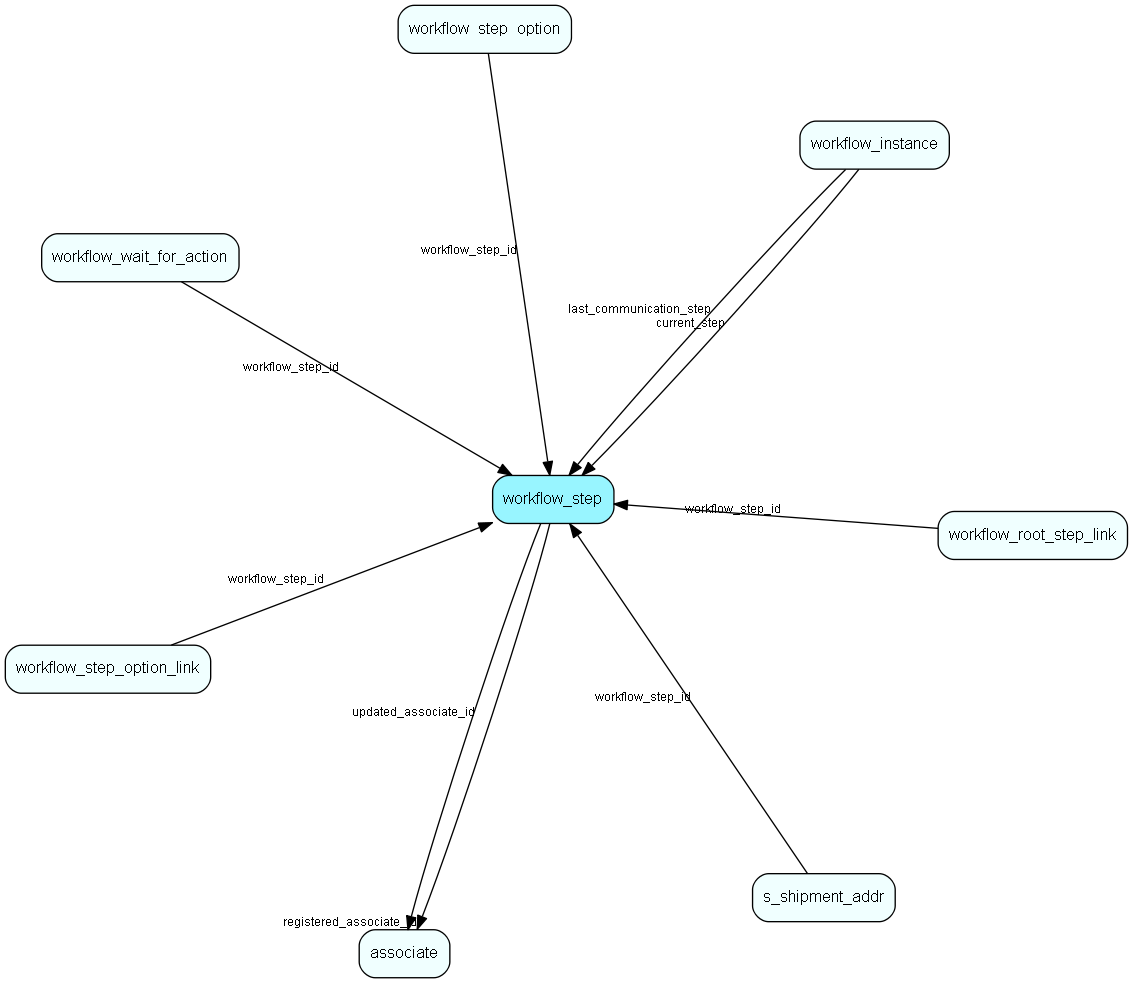 workflow_step_option
workflow_instance
workflow_step_id
workflow_wait_for_action
last_communication_step
current_step
workflow_step_id
workflow_step
workflow_step_id
workflow_root_step_link
workflow_step_id
workflow_step_option_link
workflow_step_id
updated_associate_id
s_shipment_addr
registered_associate_id
associate